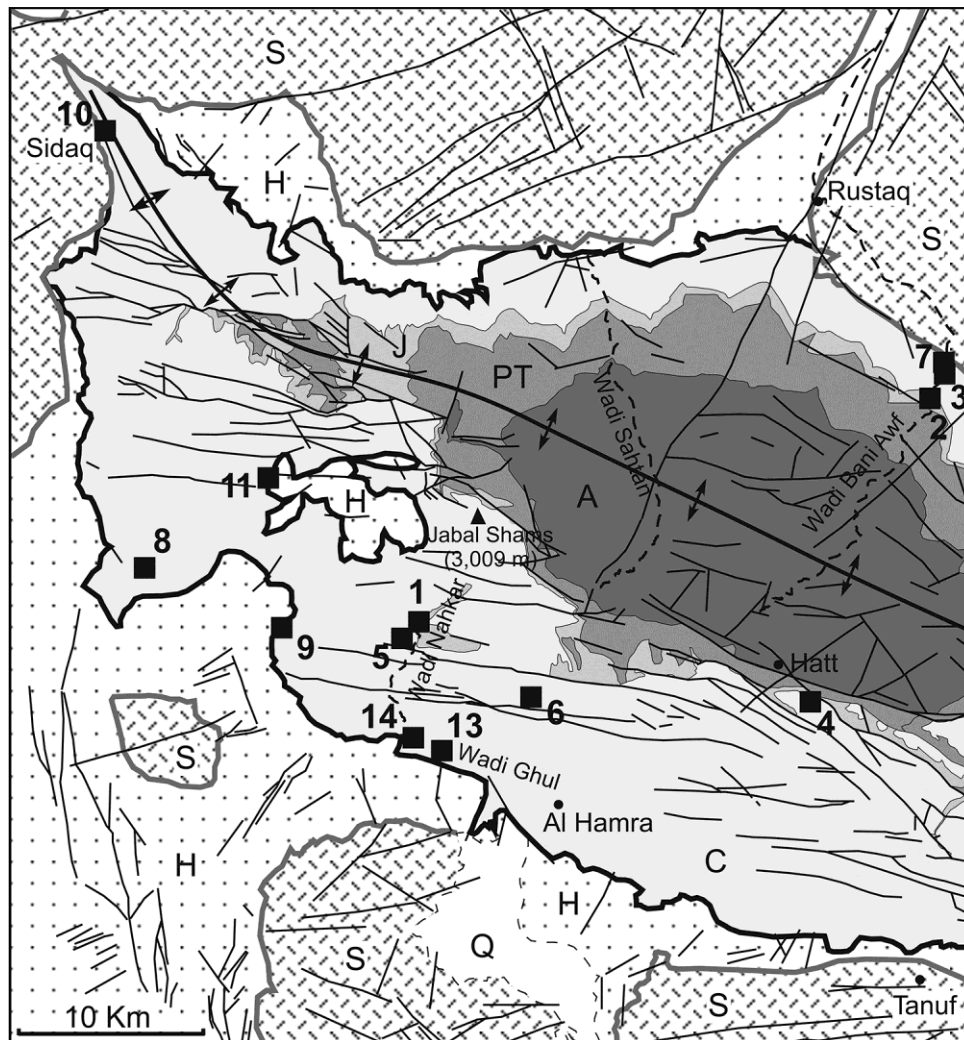 S
10
Sidaq
H
Rustaq
S
7
J
3
PT
2
Wadi Sahtan
Wadi Bani Awf
A
11
H
Jabal Shams
(3,009 m)
8
1
Wadi Nahkar
9
5
Hatt
6
4
14
13
S
Wadi Ghul
Al Hamra
H
C
H
Q
S
S
Tanuf
10 Km